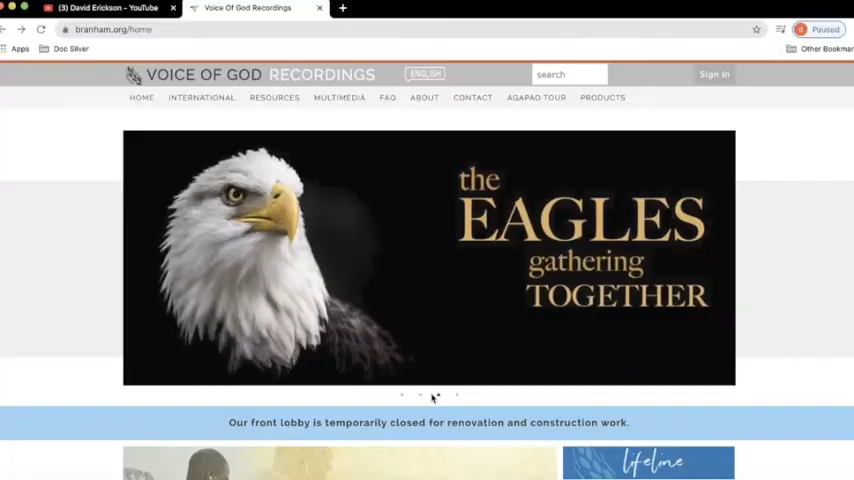 (3) David Erickson - YouTube
Voice Of God Recordings
branham.org/home
d Paused
Apps Doc Silver Other Bookmar
VOICE OF GOD RECORDINGS ENGLISH search Sign In
HOME INTERNATIONAL RESOURCES MULTIMEDIA FAQ ABOUT CONTACT AGAPAO TOUR PRODUCTS
the
EAGLES
gathering
TOGETHER
Our front lobby is temporarily closed for renovation and construction work.
lifeline